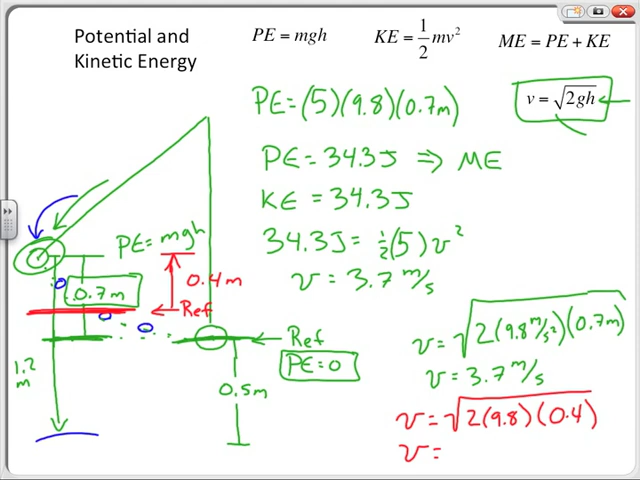 Potential and
Kinetic Energy
PE = mgh
KE = 1/2 mv²
ME = PE + KE
v = √2gh
PE = (5)(9.8)(0.7m)
PE = 34.3J ⇒ ME
KE = 34.3J
34.3J = 1/2 (5) v²
v = 3.7 m/s
PE = mgh
0.4m
0.7m
Ref
Ref
PE = 0
1.2
m
0.5m
v = √2(9.8 m/s²)(0.7m)
v = 3.7 m/s
v = √2(9.8)(0.4)
v =